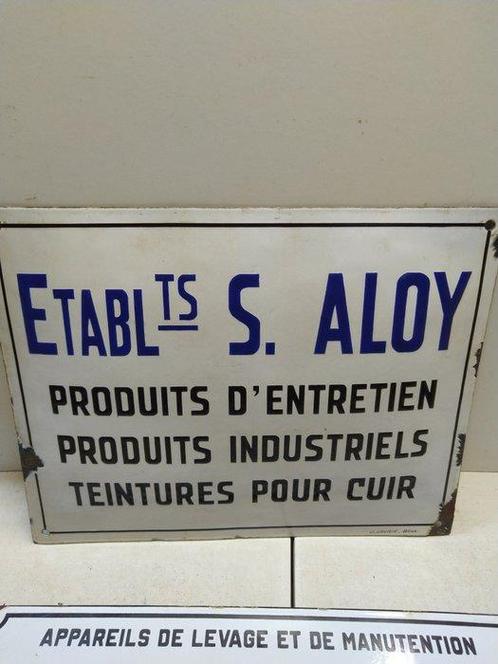 ETABLTS S. ALOY
PRODUITS D'ENTRETIEN
PRODUITS INDUSTRIELS
TEINTURES POUR CUIR
APPAREILS DE LEVAGE ET DE MANUTENTION